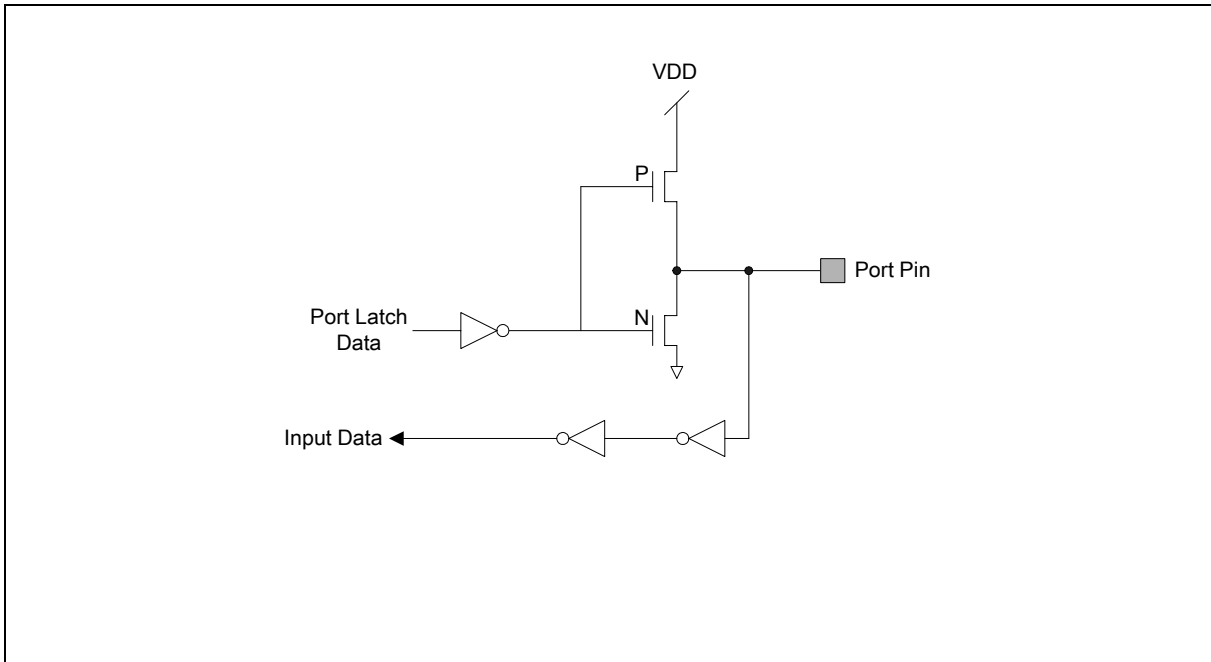 VDD
P
Port Pin
N
Port Latch
Data
Input Data